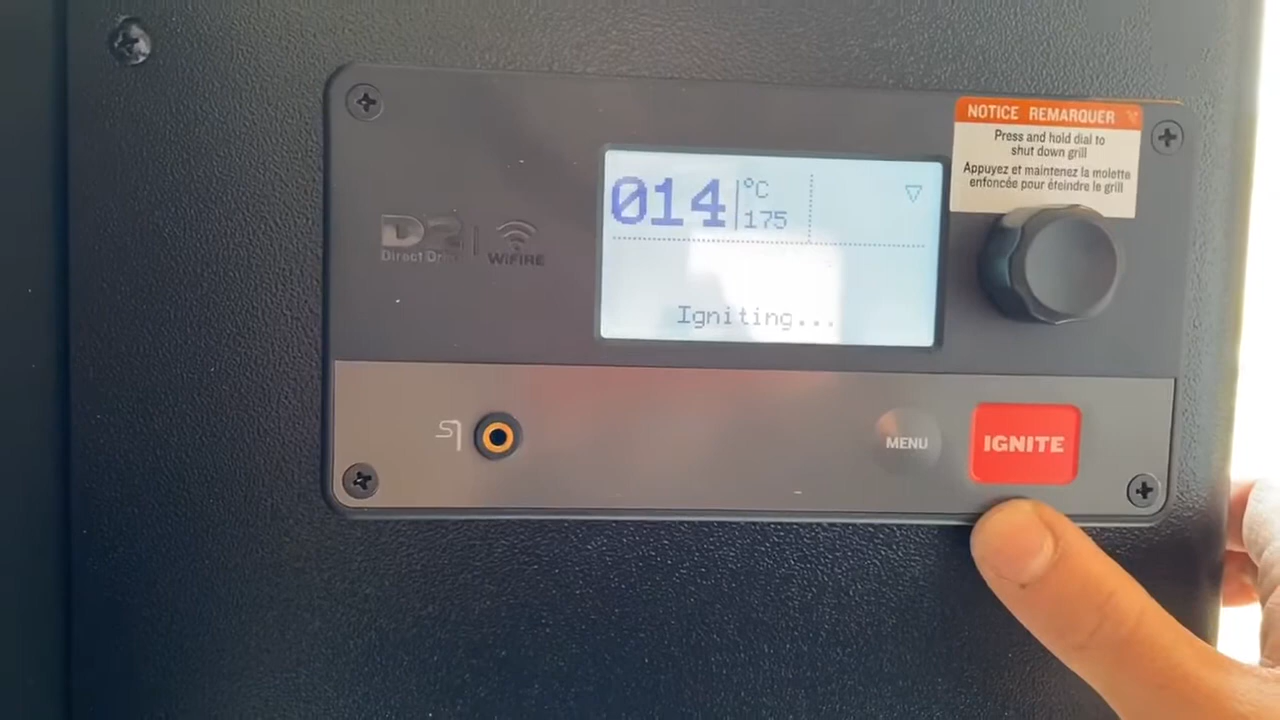 NOTICE REMARQUER
Press and hold dial to
shut down grill
Appuyez et maintenez la molette
enfoncée pour éteindre le grill
014 °C
175
D2
Direct Drive
WiFIRE
Igniting...
MENU
IGNITE